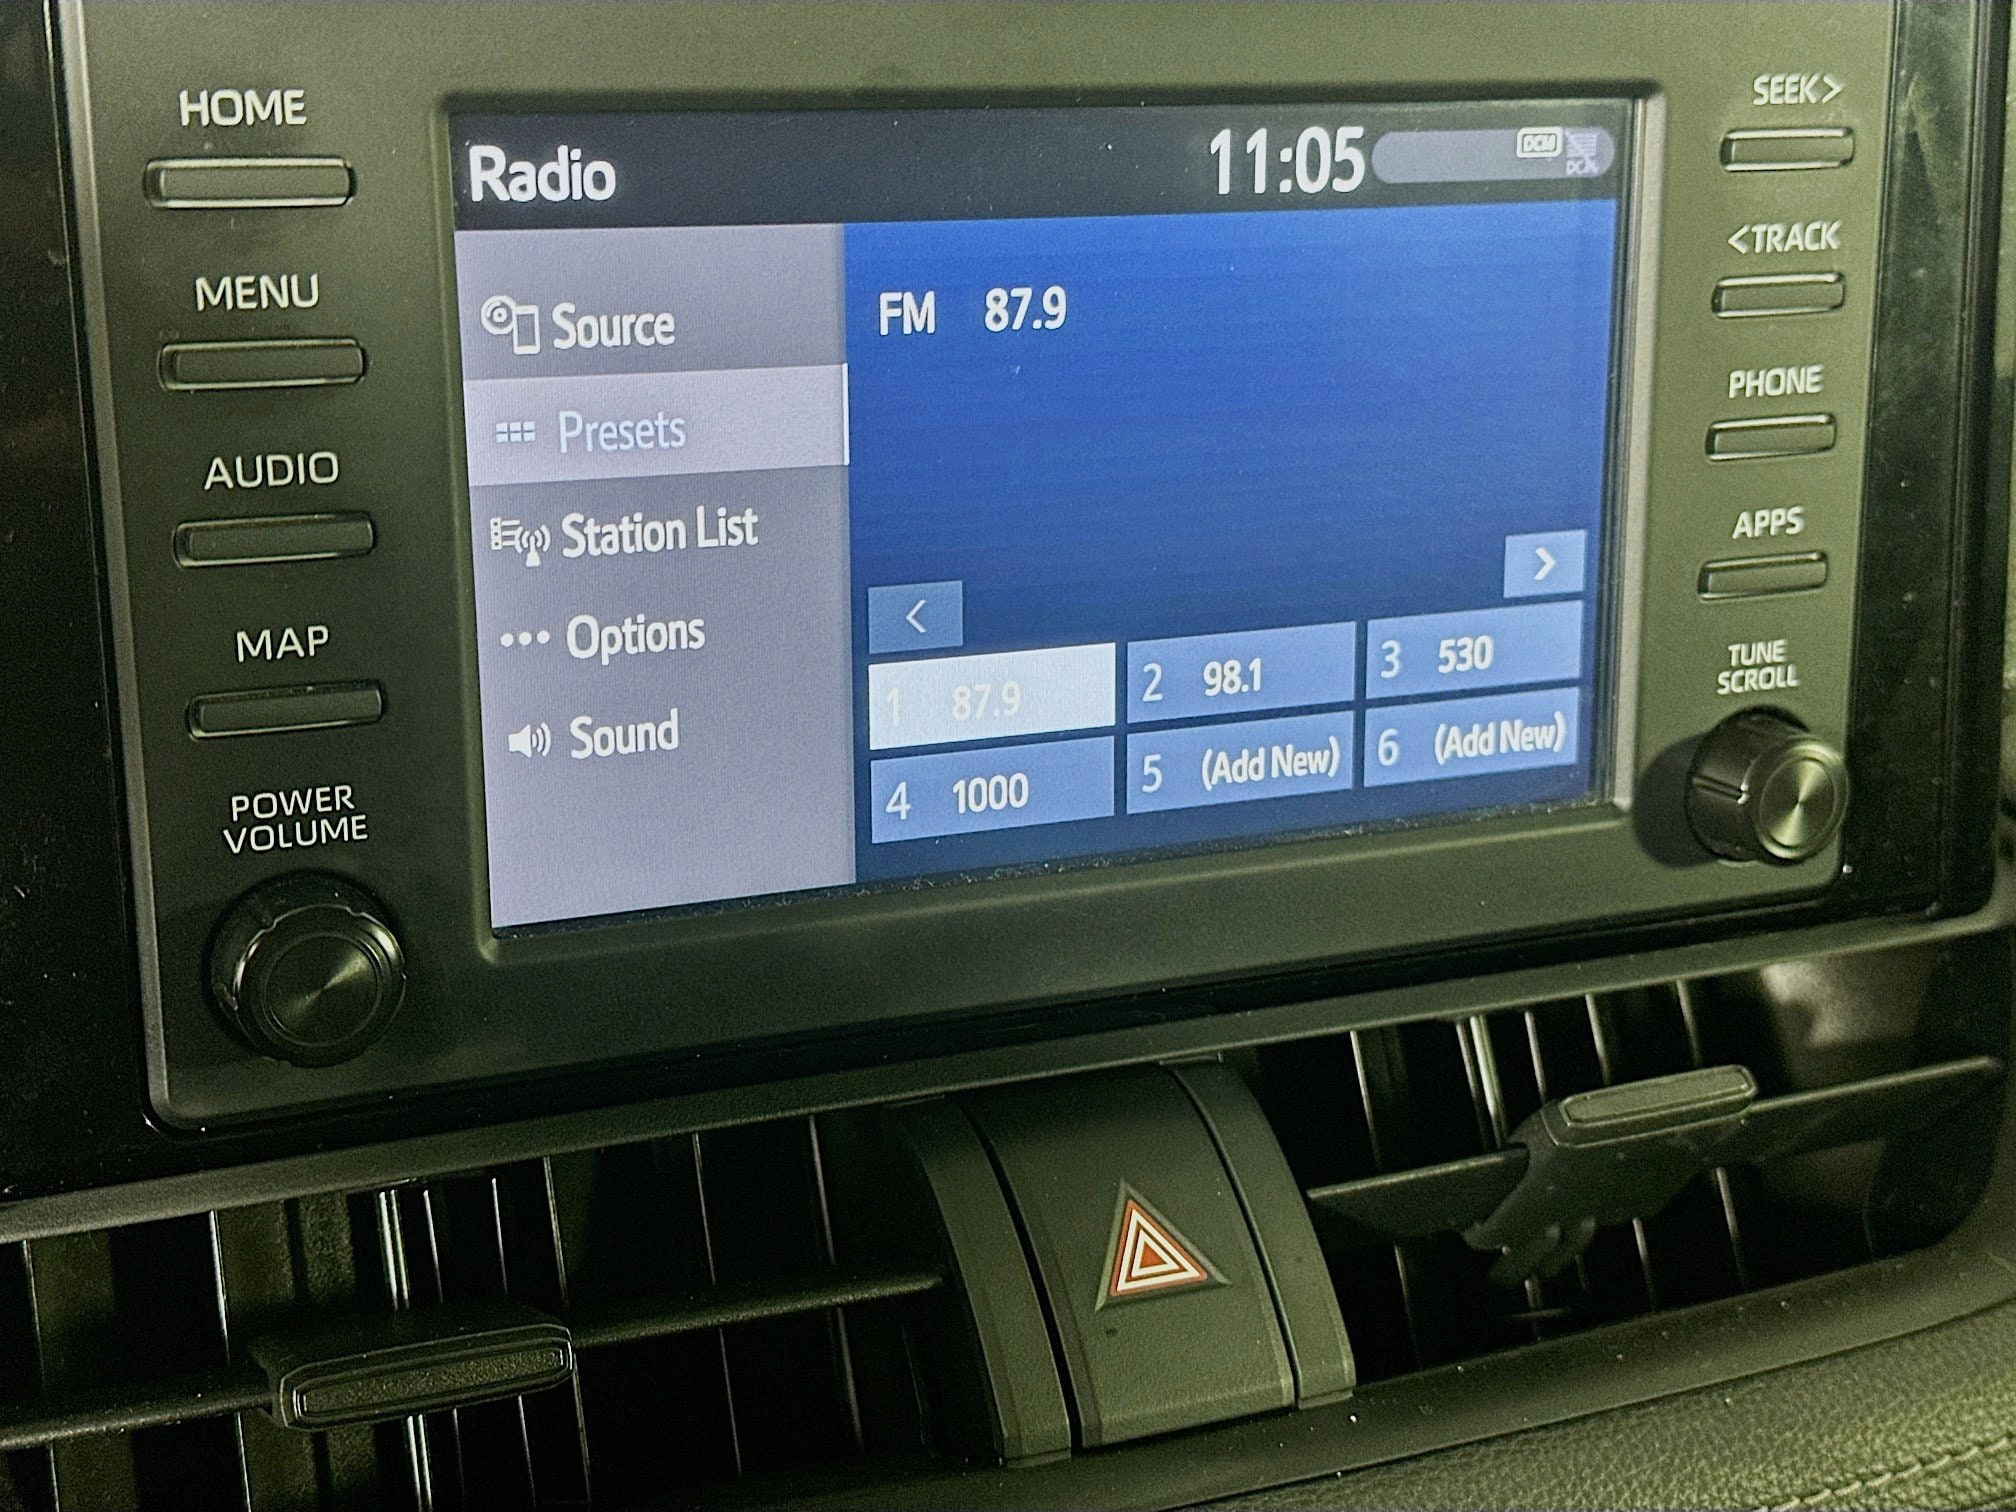 HOME
SEEK>
Radio
11:05
DCM
DCM
<TRACK
MENU
Source
FM 87.9
PHONE
Presets
AUDIO
Station List
APPS
MAP
Options
TUNE
SCROLL
1 87.9
2 98.1
3 530
Sound
4 1000
5 (Add New)
6 (Add New)
POWER
VOLUME